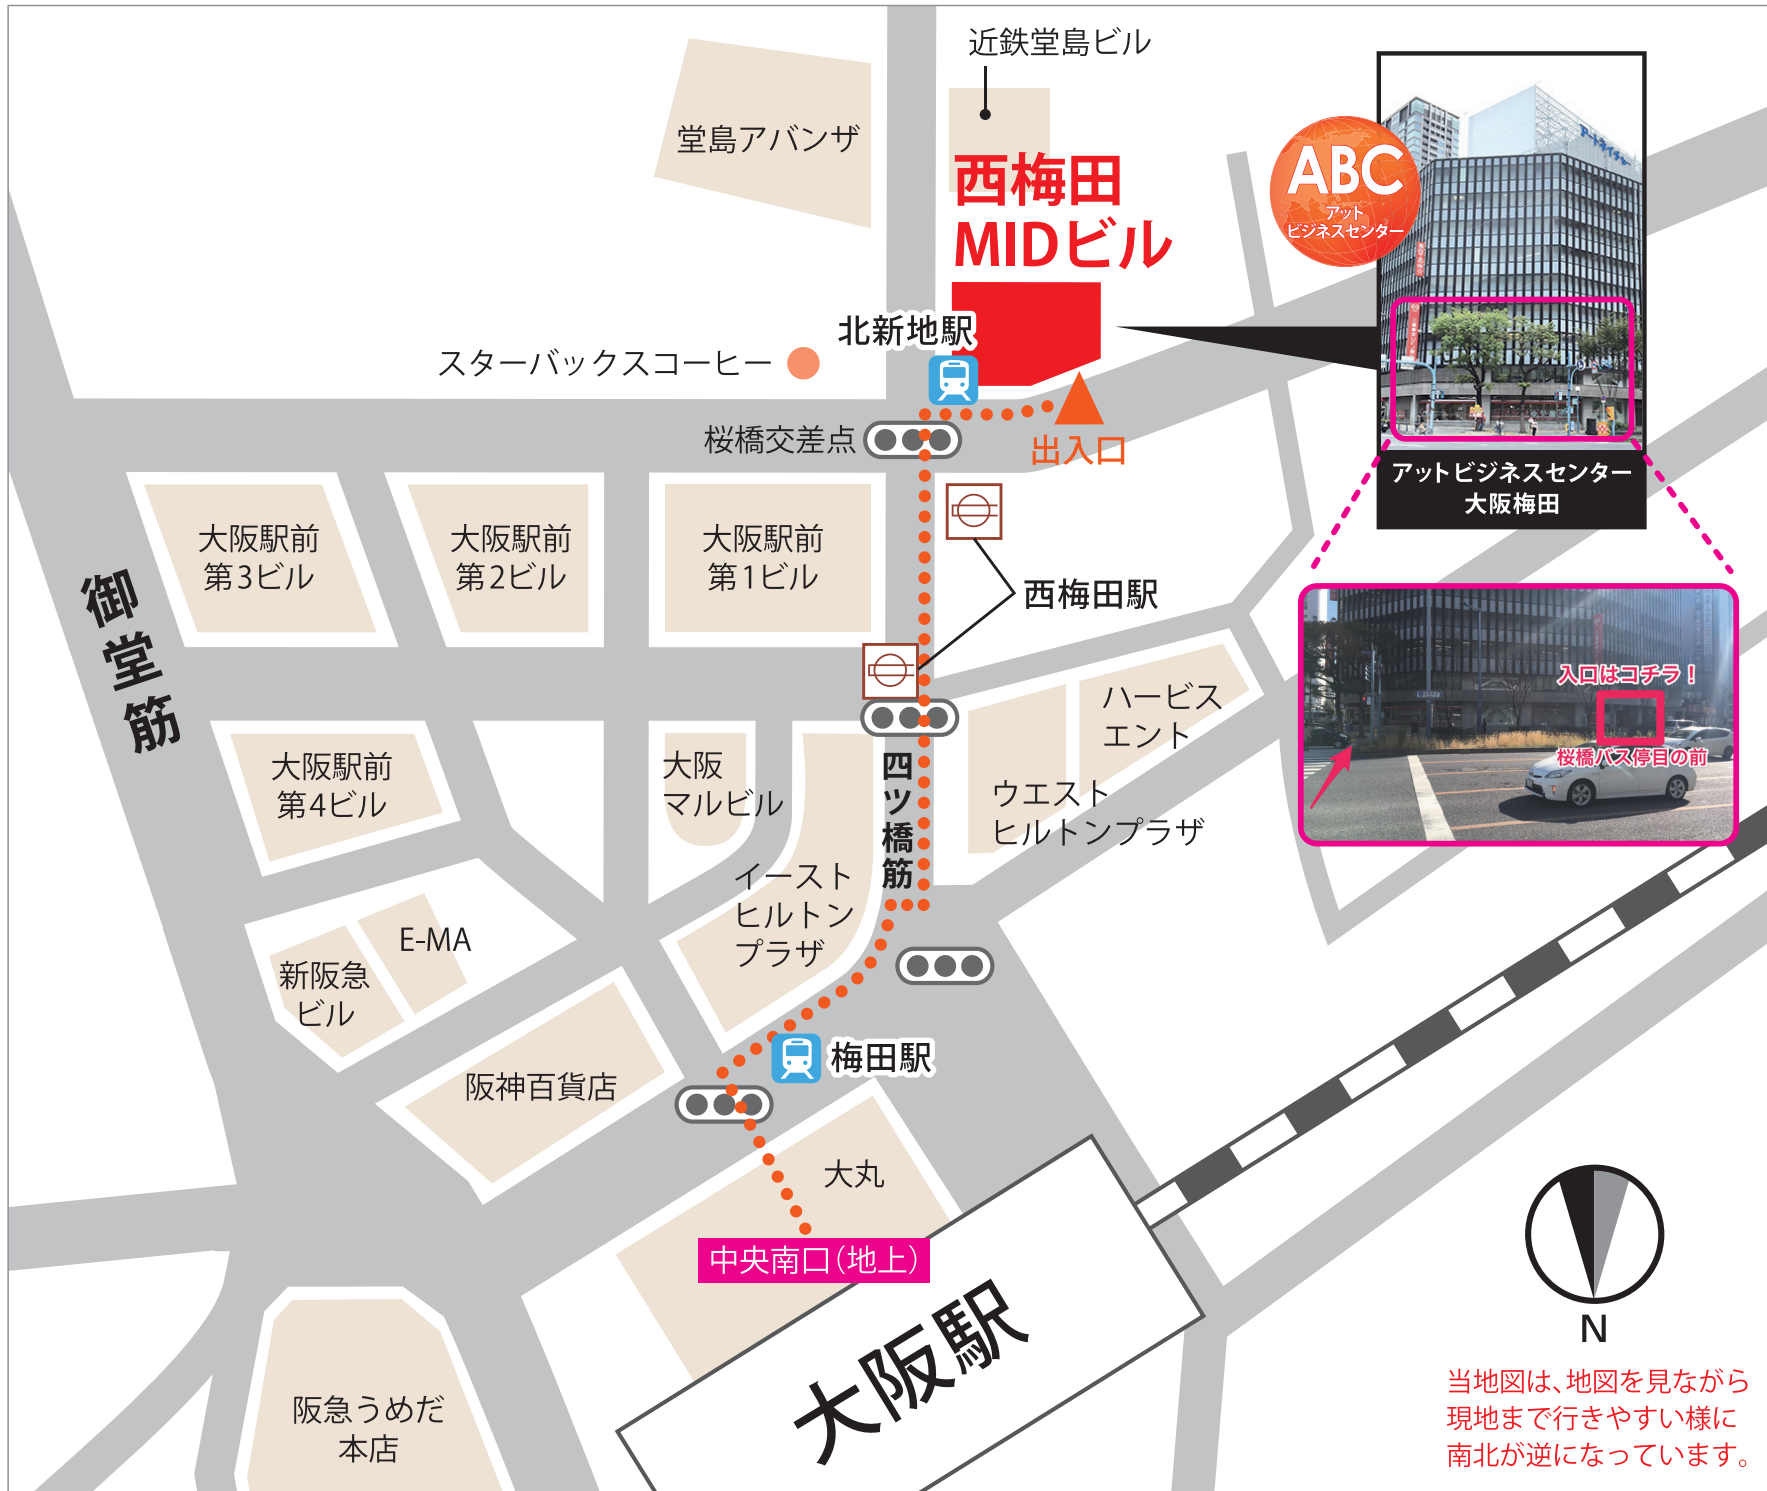 近鉄堂島ビル
堂島アバンザ
西梅田
MIDビル
ABC
アット
ビジネスセンター
アートネイチャー
北新地駅
スターバックスコーヒー
桜橋交差点
出入口
アットビジネスセンター
大阪梅田
大阪駅前
第3ビル
大阪駅前
第2ビル
大阪駅前
第1ビル
御堂筋
西梅田駅
入口はコチラ！
桜橋バス停目の前
ハービス
エント
大阪駅前
第4ビル
大阪
マルビル
四ツ橋筋
ウエスト
ヒルトンプラザ
イースト
ヒルトン
プラザ
E-MA
新阪急
ビル
梅田駅
阪神百貨店
大丸
中央南口（地上）
大阪駅
N
阪急うめだ
本店
当地図は、地図を見ながら
現地まで行きやすい様に
南北が逆になっています。